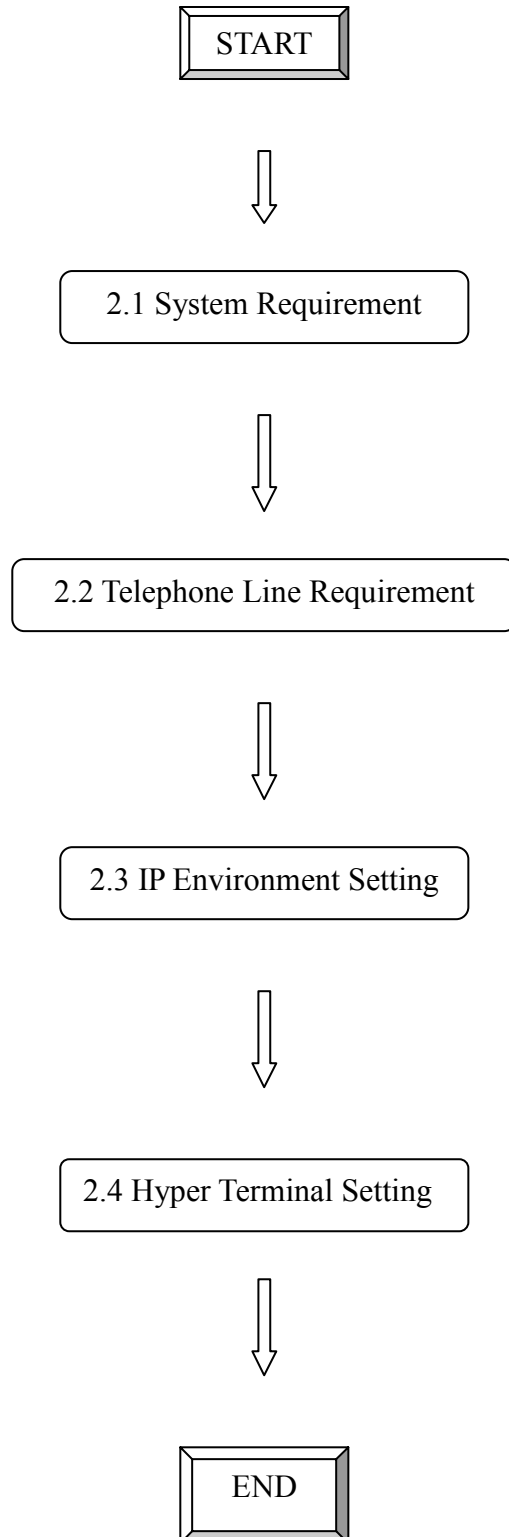 START
2.1 System Requirement
2.2 Telephone Line Requirement
2.3 IP Environment Setting
2.4 Hyper Terminal Setting
END